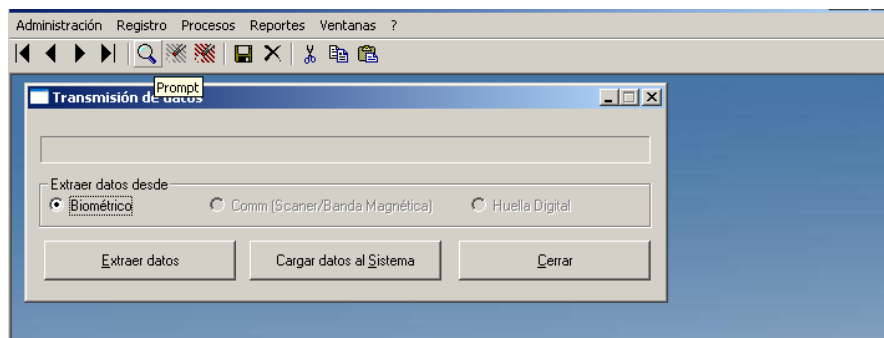 Administración Registro Procesos Reportes Ventanas ?
Prompt
Transmisión de datos
Extraer datos desde
Biométrico Comm (Scaner/Banda Magnética) Huella Digital
Extraer datos Cargar datos al Sistema Cerrar